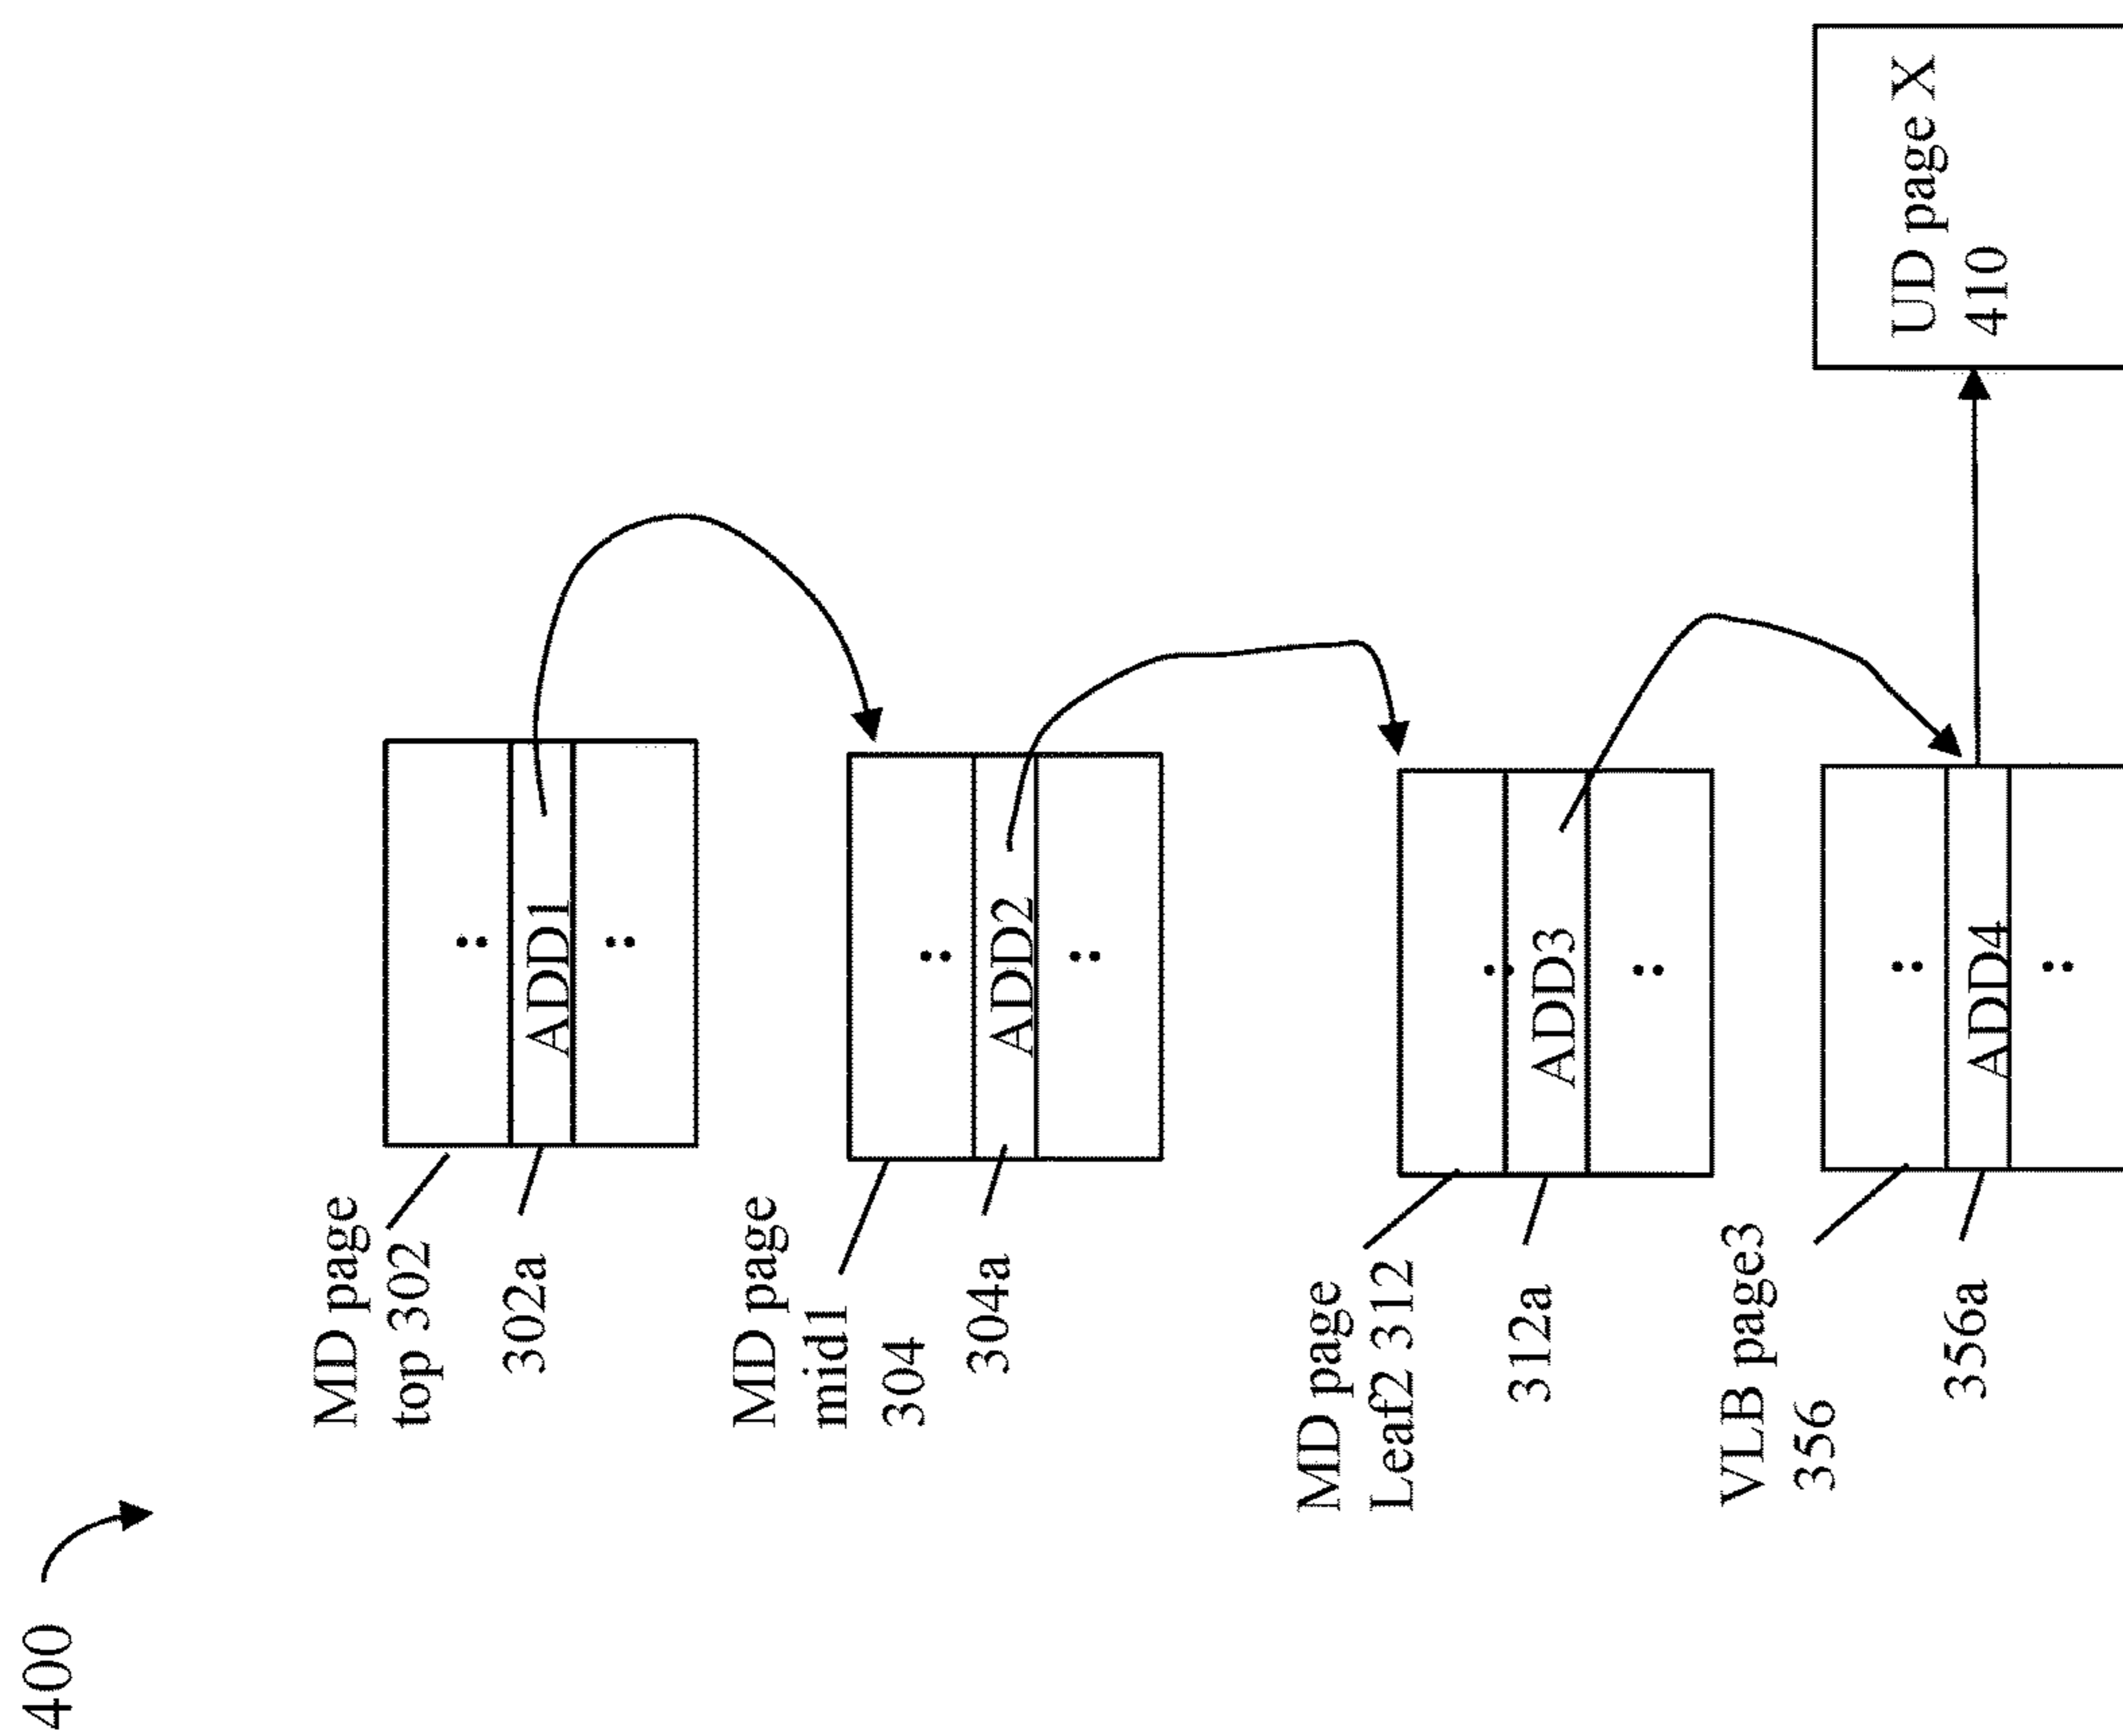 400
MD page
top 302
302a
ADD1
MD page
mid1
304
304a
ADD2
MD page
Leaf2 312
312a
ADD3
VLB page3
356
356a
ADD4
UD page X
410